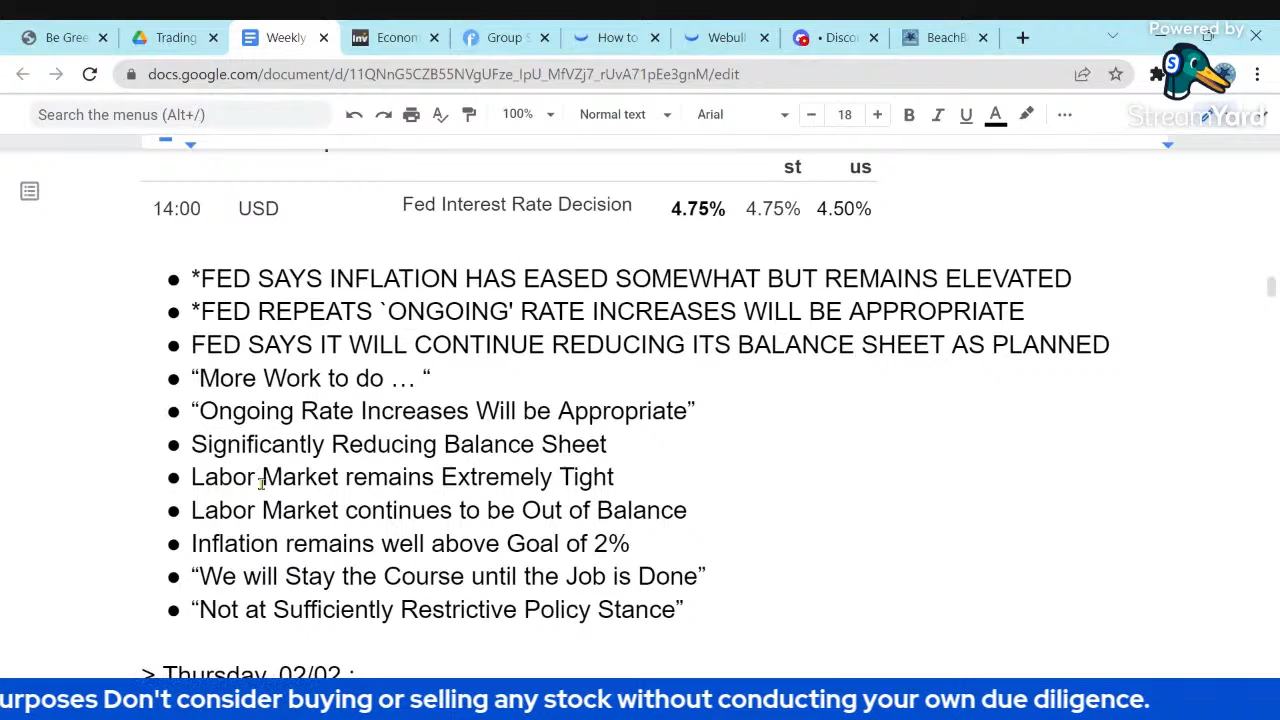 Powered by
Be Gree
Trading
Weekly
Inv Econom
Group S
How to
Webull
• Disco
BeachB
docs.google.com/document/d/11QNnG5CZB55NVgUFze_IpU_MfVZj7_rUvA71pEe3gnM/edit
StreamYard
Search the menus (Alt+/)
100%
Normal text
Arial
18
B I U A
st us
14:00 USD Fed Interest Rate Decision 4.75% 4.75% 4.50%
● *FED SAYS INFLATION HAS EASED SOMEWHAT BUT REMAINS ELEVATED
● *FED REPEATS `ONGOING' RATE INCREASES WILL BE APPROPRIATE
● FED SAYS IT WILL CONTINUE REDUCING ITS BALANCE SHEET AS PLANNED
● “More Work to do … “
● “Ongoing Rate Increases Will be Appropriate”
● Significantly Reducing Balance Sheet
● Labor Market remains Extremely Tight
● Labor Market continues to be Out of Balance
● Inflation remains well above Goal of 2%
● “We will Stay the Course until the Job is Done”
● “Not at Sufficiently Restrictive Policy Stance”
> Thursday, 02/02 :
urposes Don't consider buying or selling any stock without conducting your own due diligence.